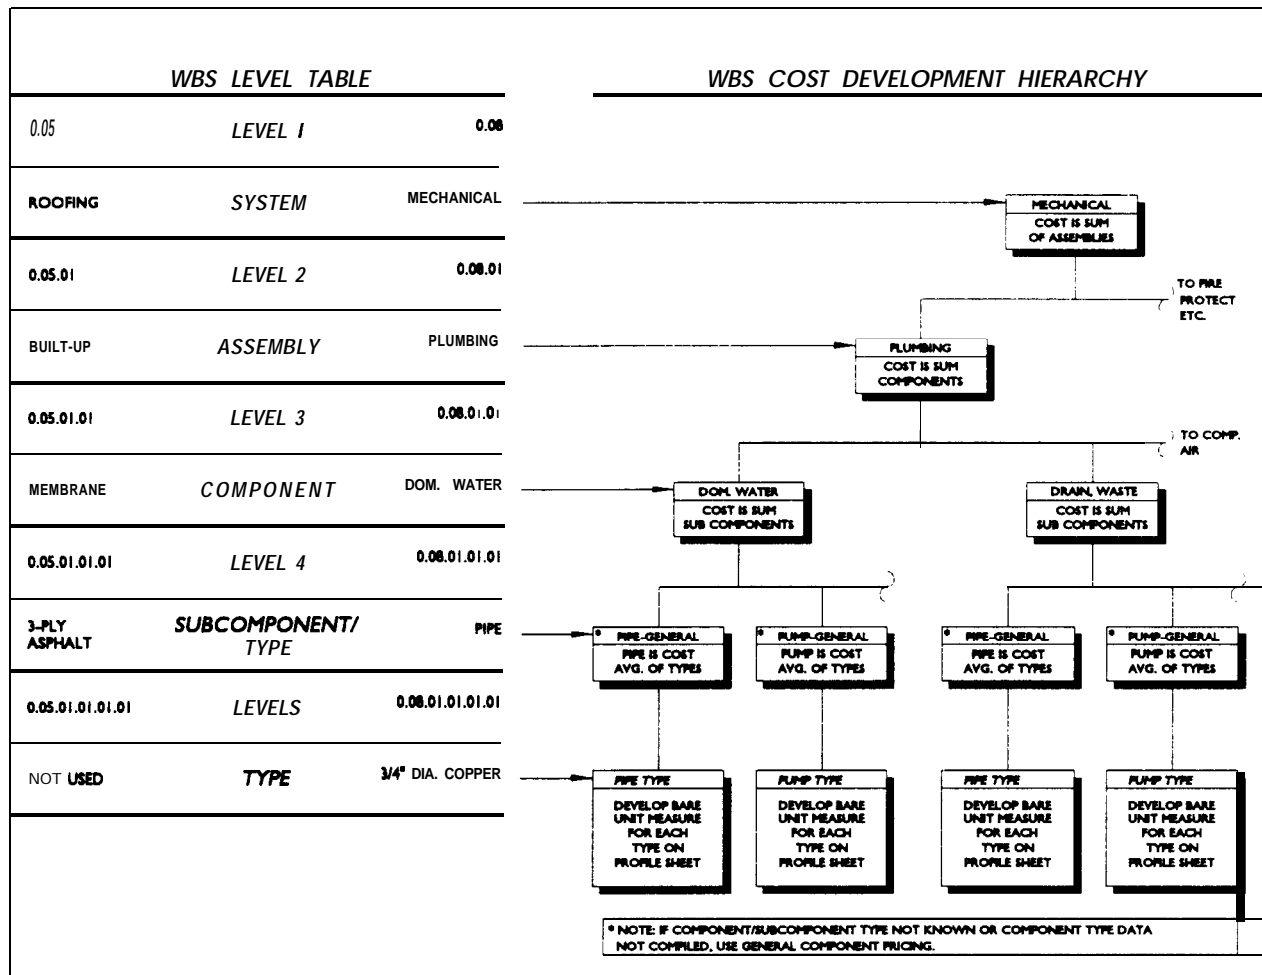 WBS LEVEL TABLE
WBS COST DEVELOPMENT HIERARCHY
0.05 LEVEL I 0.08
ROOFING SYSTEM MECHANICAL
0.05.01 LEVEL 2 0.08.01
BUILT-UP ASSEMBLY PLUMBING
0.05.01.01 LEVEL 3 0.08.01.01
MEMBRANE COMPONENT DOM. WATER
0.05.01.01.01 LEVEL 4 0.08.01.01.01
3-PLY
ASPHALT
SUBCOMPONENT/
TYPE
PIPE
0.05.01.01.01.01 LEVELS 0.08.01.01.01.01
NOT USED TYPE 3/4" DIA. COPPER
MECHANICAL
COST IS SUM
OF ASSEMBLIES
TO FIRE
PROTECT
ETC.
PLUMBING
COST IS SUM
COMPONENTS
TO COMP.
AIR
DOM. WATER
COST IS SUM
SUB COMPONENTS
DRAIN, WASTE
COST IS SUM
SUB COMPONENTS
* PIPE-GENERAL
PIPE IS COST
AVG. OF TYPES
* PUMP-GENERAL
PUMP IS COST
AVG. OF TYPES
* PIPE-GENERAL
PIPE IS COST
AVG. OF TYPES
* PUMP-GENERAL
PUMP IS COST
AVG. OF TYPES
PIPE TYPE
DEVELOP BARE
UNIT MEASURE
FOR EACH
TYPE ON
PROFILE SHEET
PUMP TYPE
DEVELOP BARE
UNIT MEASURE
FOR EACH
TYPE ON
PROFILE SHEET
PIPE TYPE
DEVELOP BARE
UNIT MEASURE
FOR EACH
TYPE ON
PROFILE SHEET
PUMP TYPE
DEVELOP BARE
UNIT MEASURE
FOR EACH
TYPE ON
PROFILE SHEET
* NOTE: IF COMPONENT/SUBCOMPONENT TYPE NOT KNOWN OR COMPONENT TYPE DATA
NOT COMPILED, USE GENERAL COMPONENT PRICING.